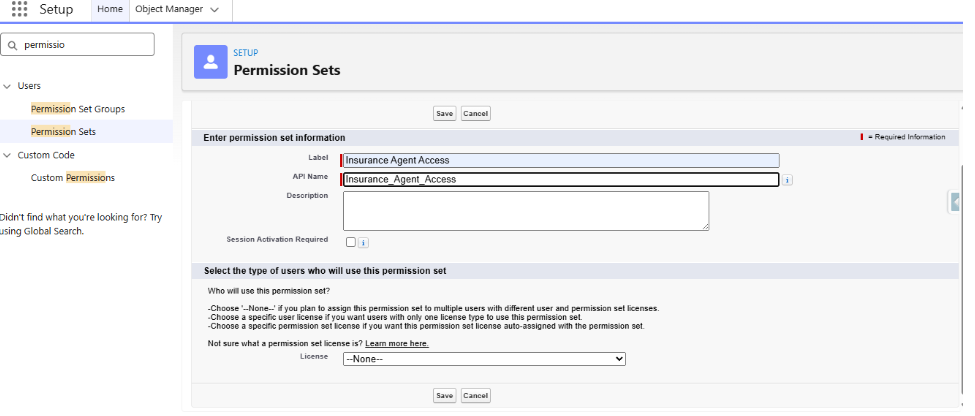 Setup
Home
Object Manager
permissio
Users
Permission Set Groups
Permission Sets
Custom Code
Custom Permissions
Didn't find what you're looking for? Try
using Global Search.
SETUP
Permission Sets
Save
Cancel
Enter permission set information
= Required Information
Label
Insurance Agent Access
API Name
Insurance_Agent_Access
i
Description
Session Activation Required
i
Select the type of users who will use this permission set
Who will use this permission set?
-Choose '--None--' if you plan to assign this permission set to multiple users with different user and permission set licenses.
-Choose a specific user license if you want users with only one license type to use this permission set.
-Choose a specific permission set license if you want this permission set license auto-assigned with the permission set.
Not sure what a permission set license is? Learn more here.
License
--None--
Save
Cancel